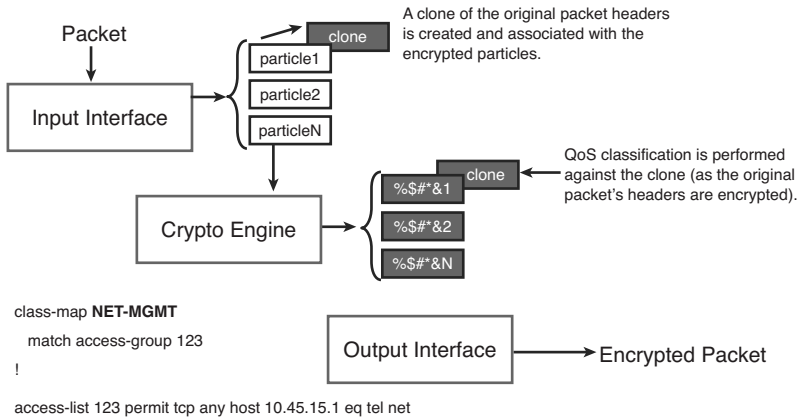 Packet
clone
A clone of the original packet headers
is created and associated with the
encrypted particles.
particle1
Input Interface
particle2
particleN
QoS classification is performed
against the clone (as the original
packet's headers are encrypted).
clone
%$#*&1
Crypto Engine
%$#*&2
%$#*&N
class-map NET-MGMT
match access-group 123
!
Output Interface
Encrypted Packet
access-list 123 permit tcp any host 10.45.15.1 eq tel net